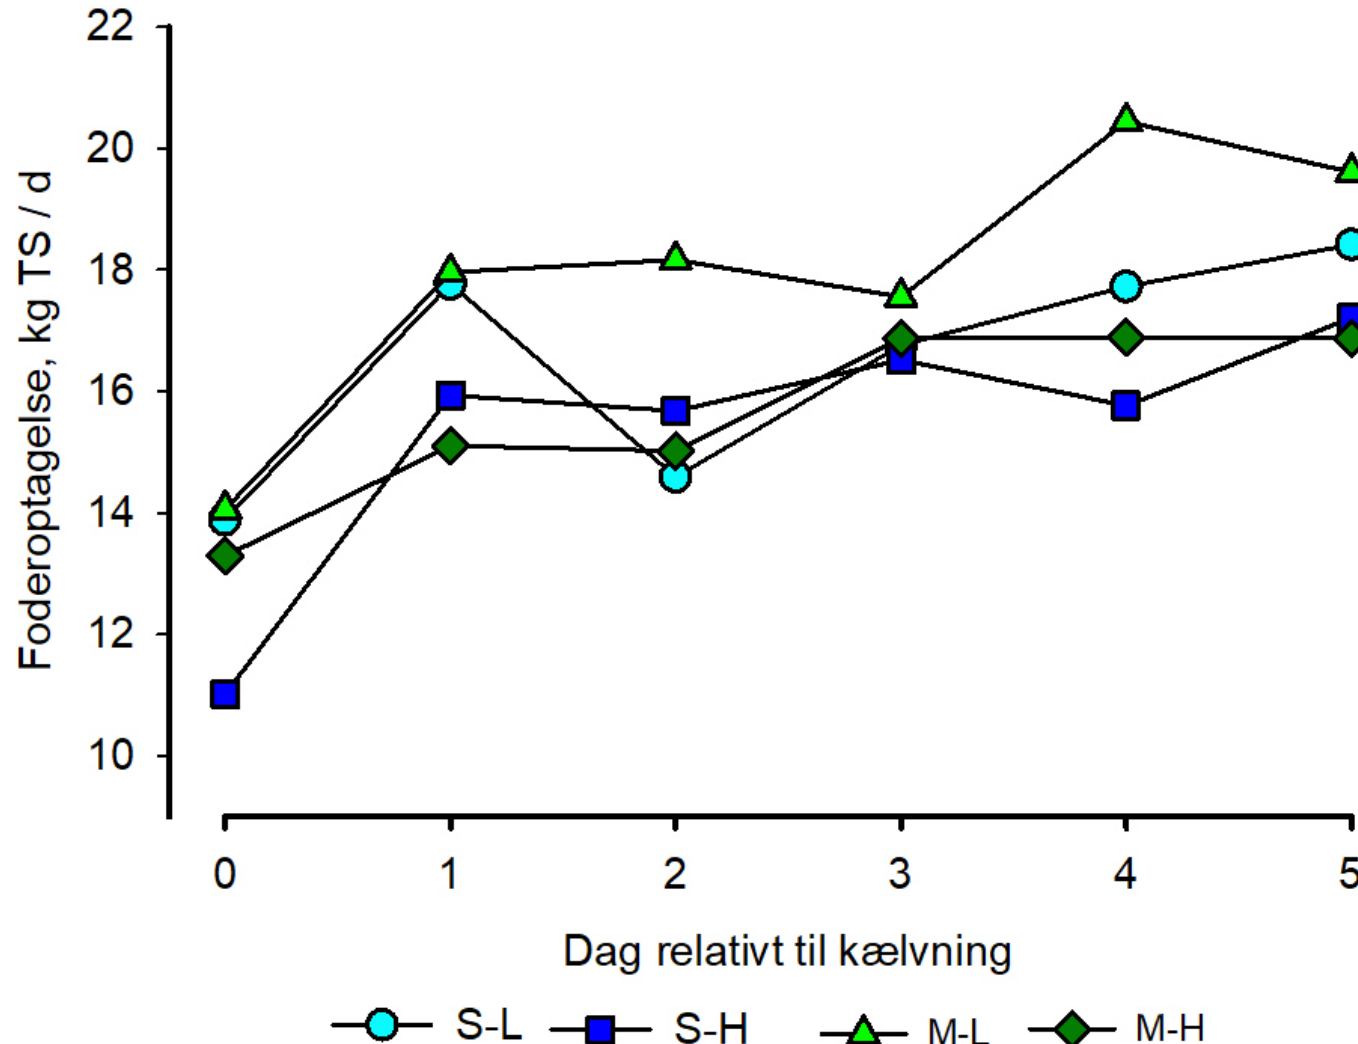 Foderoptagelse, kg TS / d
22
20
18
16
14
12
10
0 1 2 3 4 5
Dag relativt til kælvning
S-L S-H M-L M-H